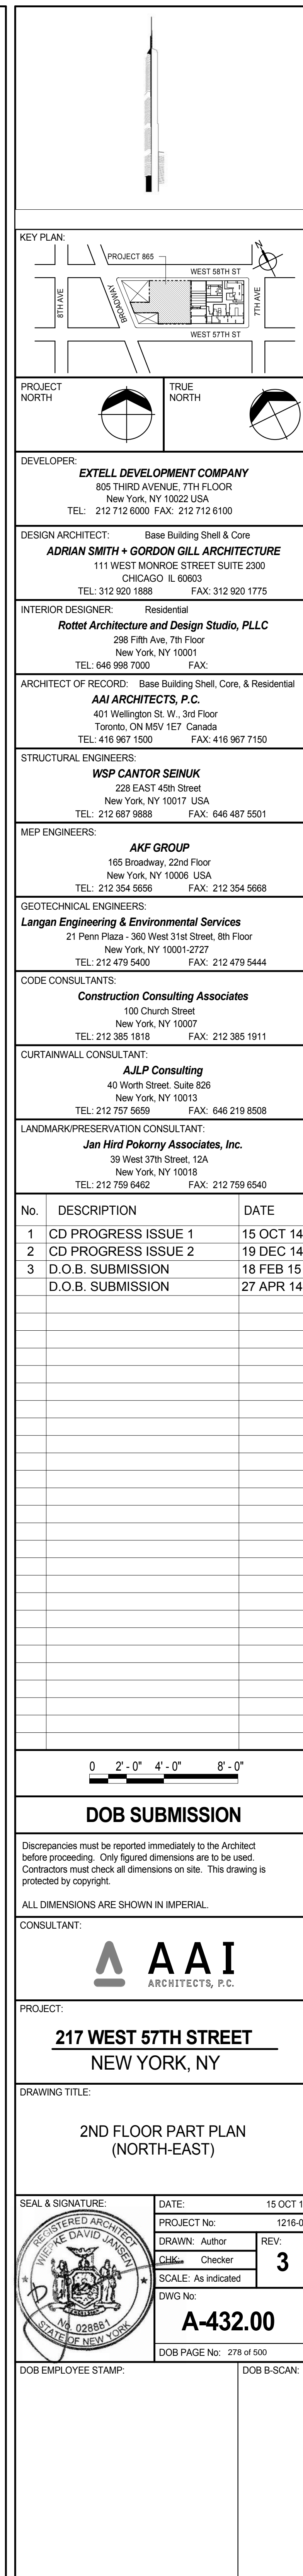 KEY PLAN:
PROJECT 865
N
WEST 58TH ST
8TH AVE
BROADWAY
7TH AVE
WEST 57TH ST
PROJECT
NORTH
TRUE
NORTH
DEVELOPER:
EXTELL DEVELOPMENT COMPANY
805 THIRD AVENUE, 7TH FLOOR
New York, NY 10022 USA
TEL: 212 712 6000 FAX: 212 712 6100
DESIGN ARCHITECT: Base Building Shell & Core
ADRIAN SMITH + GORDON GILL ARCHITECTURE
111 WEST MONROE STREET SUITE 2300
CHICAGO IL 60603
TEL: 312 920 1888 FAX: 312 920 1775
INTERIOR DESIGNER: Residential
Rottet Architecture and Design Studio, PLLC
298 Fifth Ave, 7th Floor
New York, NY 10001
TEL: 646 998 7000 FAX:
ARCHITECT OF RECORD: Base Building Shell, Core, & Residential
AAI ARCHITECTS, P.C.
401 Wellington St. W., 3rd Floor
Toronto, ON M5V 1E7 Canada
TEL: 416 967 1500 FAX: 416 967 7150
STRUCTURAL ENGINEERS:
WSP CANTOR SEINUK
228 EAST 45th Street
New York, NY 10017 USA
TEL: 212 687 9888 FAX: 646 487 5501
MEP ENGINEERS:
AKF GROUP
165 Broadway, 22nd Floor
New York, NY 10006 USA
TEL: 212 354 5656 FAX: 212 354 5668
GEOTECHNICAL ENGINEERS:
Langan Engineering & Environmental Services
21 Penn Plaza - 360 West 31st Street, 8th Floor
New York, NY 10001-2727
TEL: 212 479 5400 FAX: 212 479 5444
CODE CONSULTANTS:
Construction Consulting Associates
100 Church Street
New York, NY 10007
TEL: 212 385 1818 FAX: 212 385 1911
CURTAINWALL CONSULTANT:
AJLP Consulting
40 Worth Street. Suite 826
New York, NY 10013
TEL: 212 757 5659 FAX: 646 219 8508
LANDMARK/PRESERVATION CONSULTANT:
Jan Hird Pokorny Associates, Inc.
39 West 37th Street, 12A
New York, NY 10018
TEL: 212 759 6462 FAX: 212 759 6540
No. DESCRIPTION DATE
1 CD PROGRESS ISSUE 1 15 OCT 14
2 CD PROGRESS ISSUE 2 19 DEC 14
3 D.O.B. SUBMISSION 18 FEB 15
D.O.B. SUBMISSION 27 APR 14
0 2' - 0" 4' - 0" 8' - 0"
DOB SUBMISSION
Discrepancies must be reported immediately to the Architect
before proceeding. Only figured dimensions are to be used.
Contractors must check all dimensions on site. This drawing is
protected by copyright.
ALL DIMENSIONS ARE SHOWN IN IMPERIAL.
CONSULTANT:
AAI
ARCHITECTS, P.C.
PROJECT:
217 WEST 57TH STREET
NEW YORK, NY
DRAWING TITLE:
2ND FLOOR PART PLAN
(NORTH-EAST)
SEAL & SIGNATURE:
REGISTERED ARCHITECT
WIEPKE DAVID JANSEN
No. 028881
STATE OF NEW YORK
DATE: 15 OCT 1
PROJECT No: 1216-0
DRAWN: Author
REV:
CHK: Checker
3
SCALE: As indicated
DWG No:
A-432.00
DOB PAGE No: 278 of 500
DOB EMPLOYEE STAMP:
DOB B-SCAN: